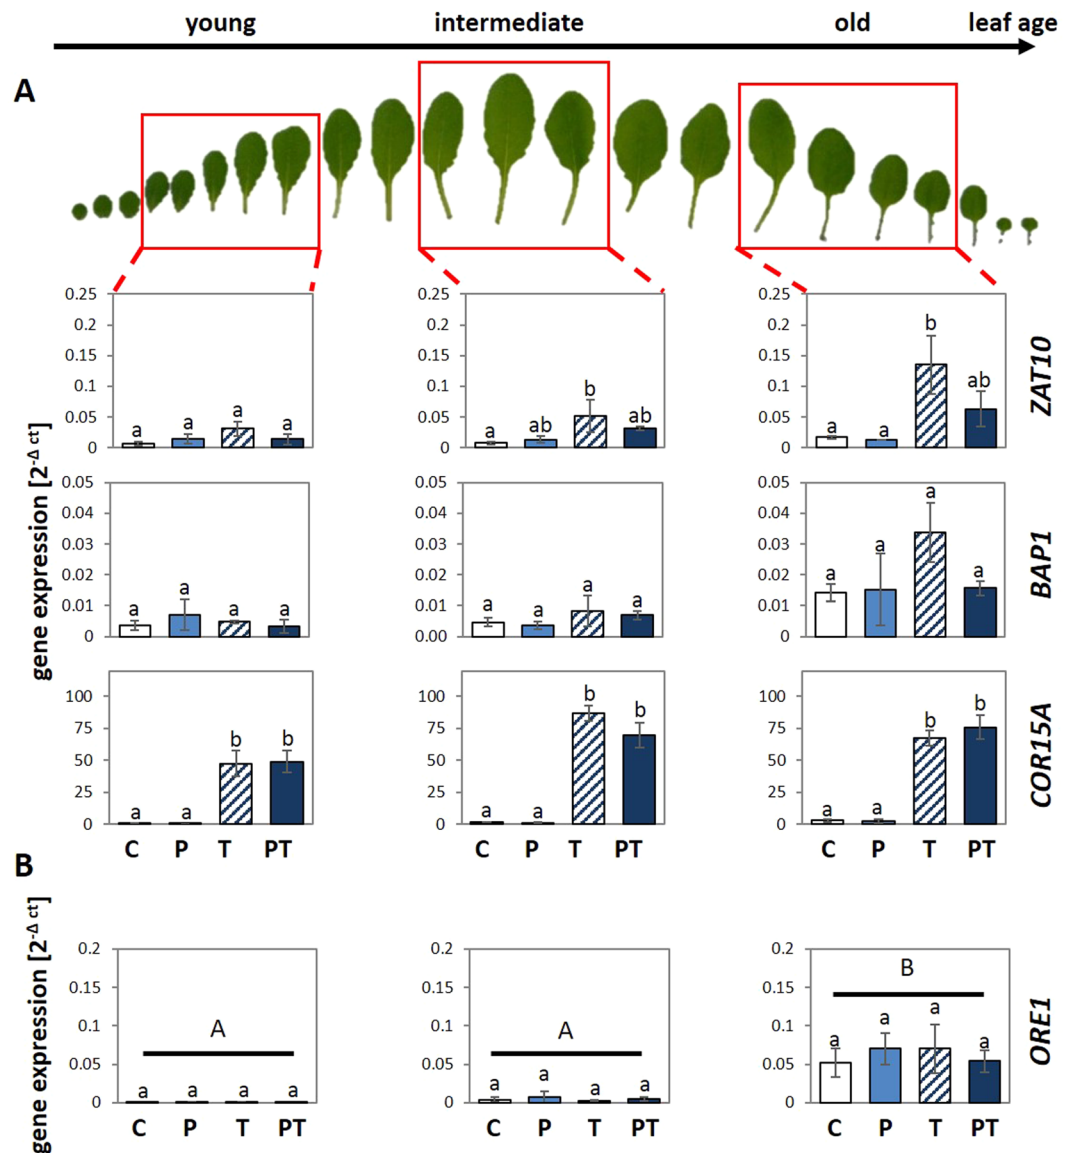 young intermediate old leaf age
A
0.25 0.25 0.25
0.2 0.2 0.2
0.15 0.15 0.15
0.1 0.1 0.1
0.05 0.05 0.05
0 0 0
a a a a
a ab b ab
a a b ab
ZAT10
gene expression [2^-Δ ct]
0.05 0.05 0.05
0.04 0.04 0.04
0.03 0.03 0.03
0.02 0.02 0.02
0.01 0.01 0.01
0 0.00 0
a a a a
a a a a
a a a a
BAP1
100 100 100
75 75 75
50 50 50
25 25 25
0 0 0
a a b b
a a b b
a a b b
COR15A
C P T PT C P T PT C P T PT
B
gene expression [2^-Δ ct]
0.2 0.2 0.2
0.15 0.15 0.15
0.1 0.1 0.1
0.05 0.05 0.05
0 0 0
A A B
a a a a
a a a a
a a a a
ORE1
C P T PT C P T PT C P T PT